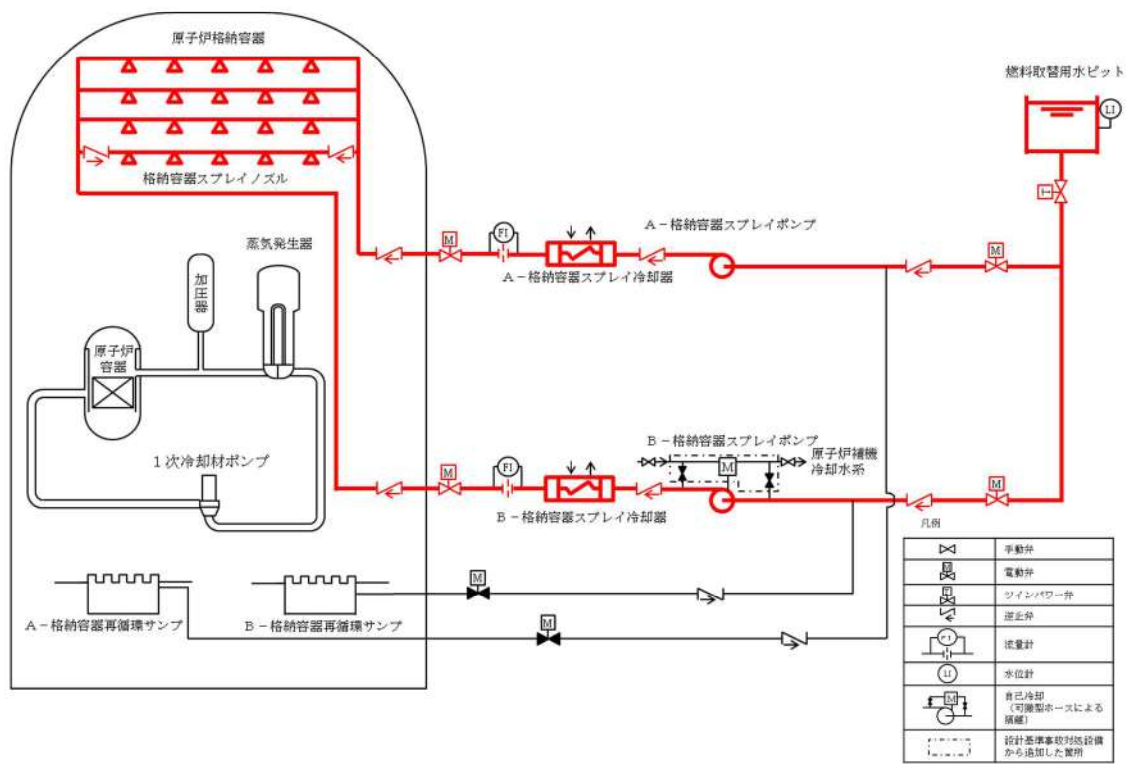 原子炉格納容器
燃料取替用水ピット
LI
T
格納容器スプレイノズル
A-格納容器スプレイポンプ
M
FI
M
A-格納容器スプレイ冷却器
蒸気発生器
加圧器
原子炉
容器
1次冷却材ポンプ
B-格納容器スプレイポンプ
原子炉補機
冷却水系
M
M
FI
M
B-格納容器スプレイ冷却器
M
M
A-格納容器再循環サンプ
B-格納容器再循環サンプ
凡例
手動弁
M
電動弁
T
ツインパワー弁
逆止弁
FI
流量計
LI
水位計
M
自己冷却
(可撓型ホースによる
隔離)
設計基準事故対処設備
から追加した箇所